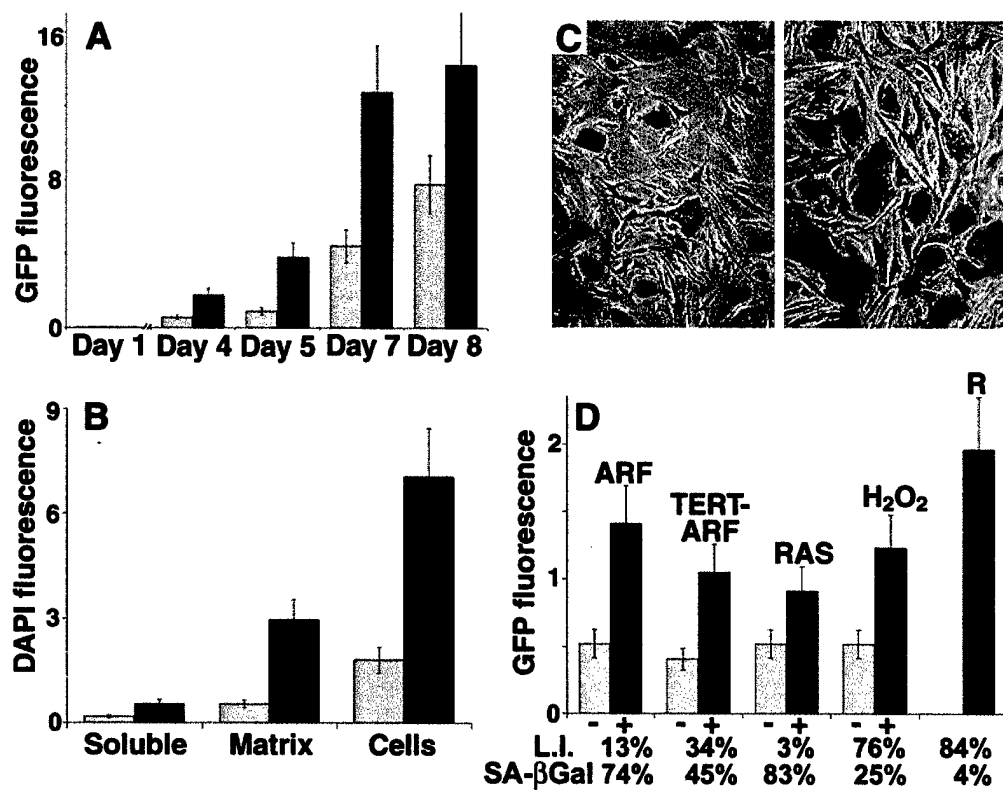 A
16
8
0
GFP fluorescence
Day 1 Day 4 Day 5 Day 7 Day 8
C
B
9
6
3
0
DAPI fluorescence
Soluble Matrix Cells
D
2
1
0
GFP fluorescence
ARF
TERT-
ARF
RAS
H₂O₂
R
- + - + - + - +
L.I. 13% 34% 3% 76% 84%
SA-βGal 74% 45% 83% 25% 4%